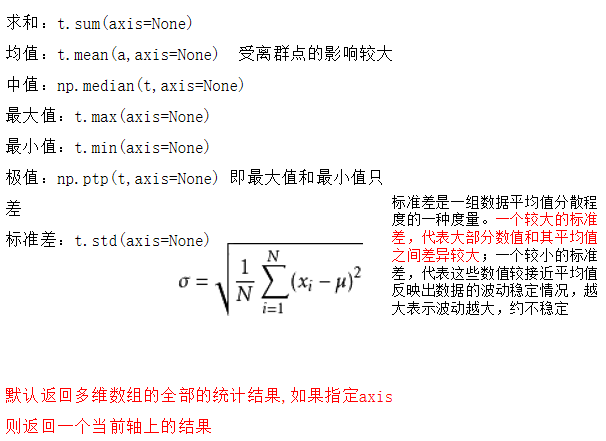 求和：t.sum(axis=None)
均值：t.mean(a,axis=None)  受离群点的影响较大
中值：np.median(t,axis=None)
最大值：t.max(axis=None)
最小值：t.min(axis=None)
极值：np.ptp(t,axis=None) 即最大值和最小值只
差
标准差：t.std(axis=None)
σ = √(1/N ∑_{i=1}^{N} (x_i − μ)²)
标准差是一组数据平均值分散程
度的一种度量。一个较大的标准
差，代表大部分数值和其平均值
之间差异较大；一个较小的标准
差，代表这些数值较接近平均值
反映出数据的波动稳定情况，越
大表示波动越大，约不稳定
默认返回多维数组的全部的统计结果,如果指定axis
则返回一个当前轴上的结果